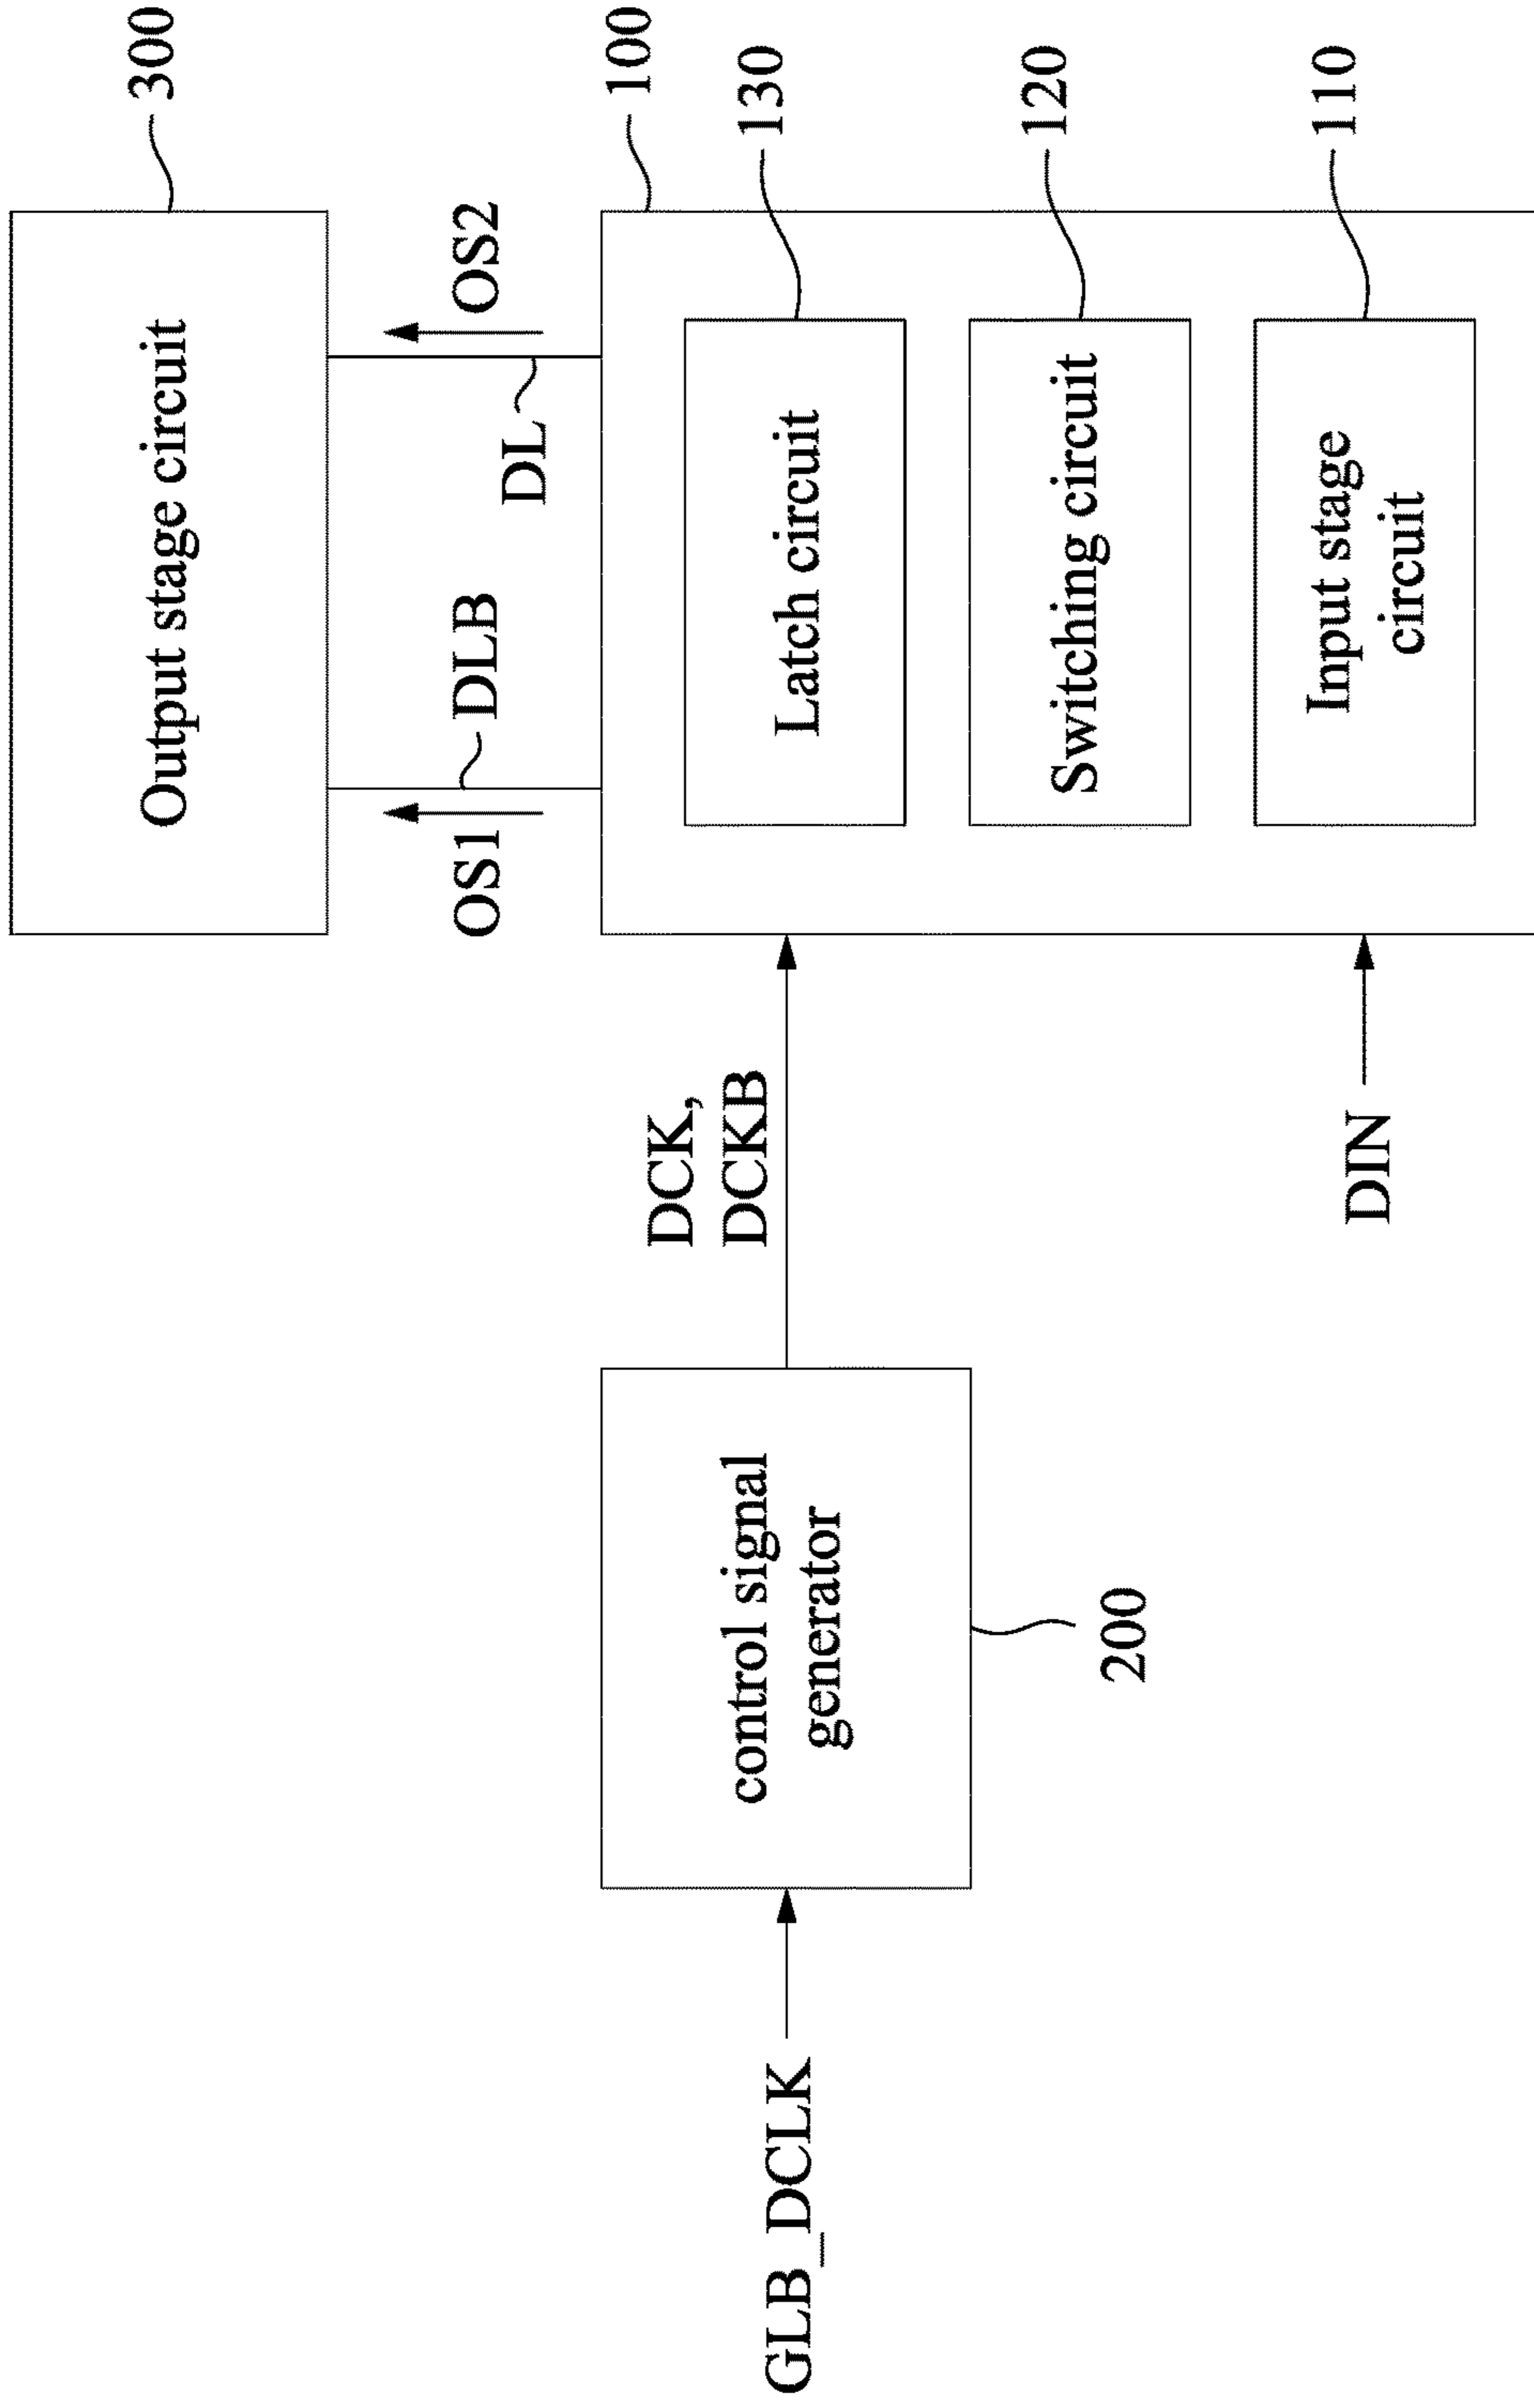 Output stage circuit
300
OS1
DLB
DL
OS2
100
Latch circuit
130
Switching circuit
120
Input stage
circuit
110
DCK,
DCKB
DIN
control signal
generator
200
GLB_DCLK